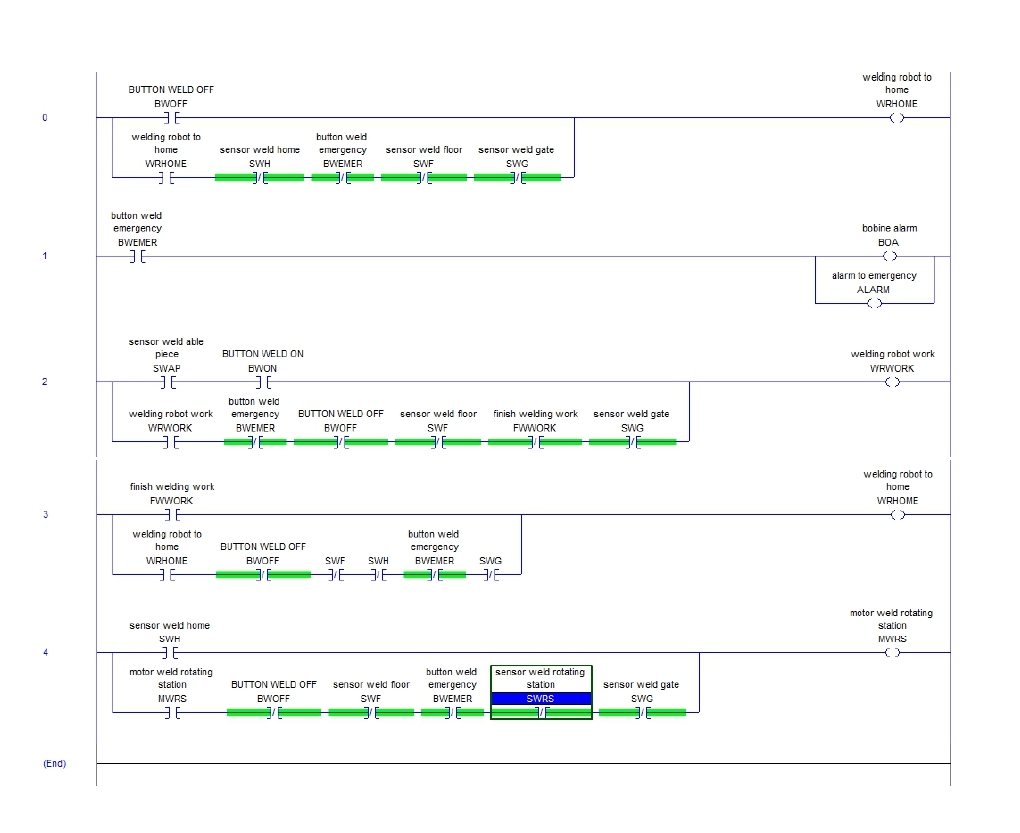 BUTTON WELD OFF
BWOFF
welding robot to
home
WRHOME
0
welding robot to
home
WRHOME
sensor weld home
SWH
button weld
emergency
BWEMER
sensor weld floor
SWF
sensor weld gate
SWG
button weld
emergency
BWEMER
bobine alarm
BOA
1
alarm to emergency
ALARM
sensor weld able
piece
SWAP
BUTTON WELD ON
BWON
welding robot work
WRWORK
2
welding robot work
WRWORK
button weld
emergency
BWEMER
BUTTON WELD OFF
BWOFF
sensor weld floor
SWF
finish welding work
FWWORK
sensor weld gate
SWG
finish welding work
FWWORK
welding robot to
home
WRHOME
3
welding robot to
home
WRHOME
BUTTON WELD OFF
BWOFF
SWF
SWH
button weld
emergency
BWEMER
SWG
sensor weld home
SWH
motor weld rotating
station
MWRS
4
motor weld rotating
station
MWRS
BUTTON WELD OFF
BWOFF
sensor weld floor
SWF
button weld
emergency
BWEMER
sensor weld rotating
station
SWRS
sensor weld gate
SWG
(End)